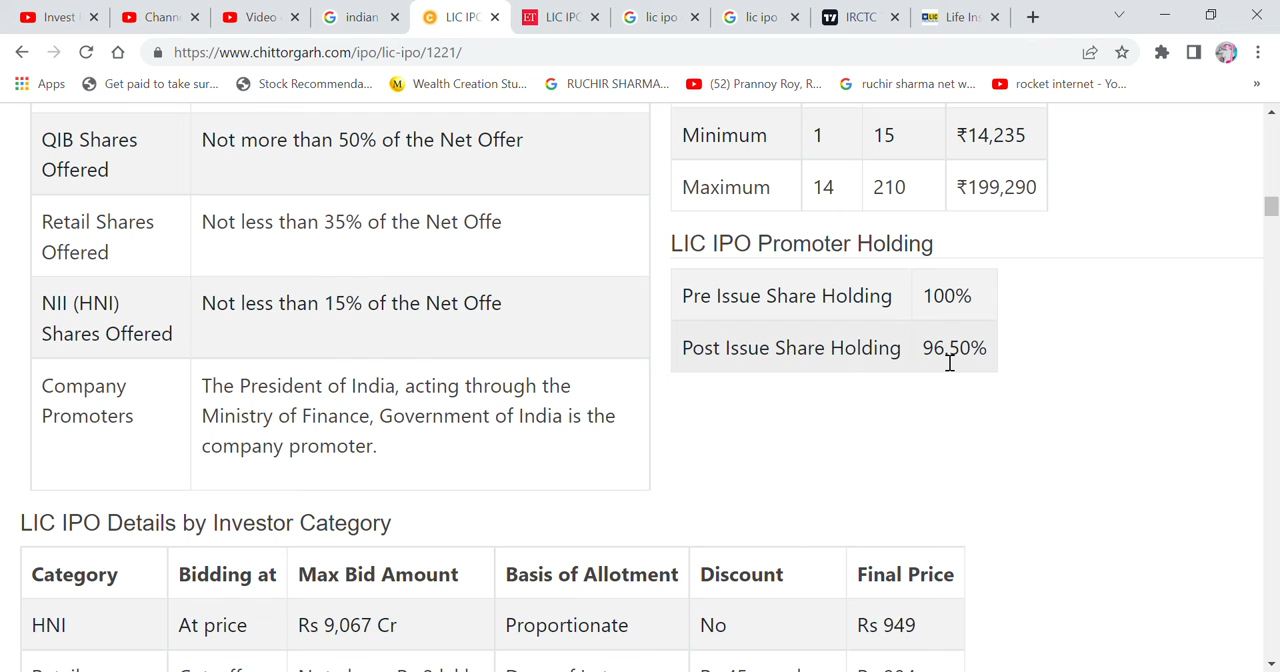 Invest
Chann
Video
indian
LIC IPO
LIC IPO
lic ipo
lic ipo
IRCTC
Life Ins
https://www.chittorgarh.com/ipo/lic-ipo/1221/
Apps
Get paid to take sur...
Stock Recommenda...
Wealth Creation Stu...
RUCHIR SHARMA...
(52) Prannoy Roy, R...
ruchir sharma net w...
rocket internet - Yo...
»
QIB Shares
Offered
Not more than 50% of the Net Offer
Retail Shares
Offered
Not less than 35% of the Net Offe
NII (HNI)
Shares Offered
Not less than 15% of the Net Offe
Company
Promoters
The President of India, acting through the
Ministry of Finance, Government of India is the
company promoter.
Minimum 1 15 ₹14,235
Maximum 14 210 ₹199,290
LIC IPO Promoter Holding
Pre Issue Share Holding 100%
Post Issue Share Holding 96.50%
LIC IPO Details by Investor Category
Category Bidding at Max Bid Amount Basis of Allotment Discount Final Price
HNI At price Rs 9,067 Cr Proportionate No Rs 949